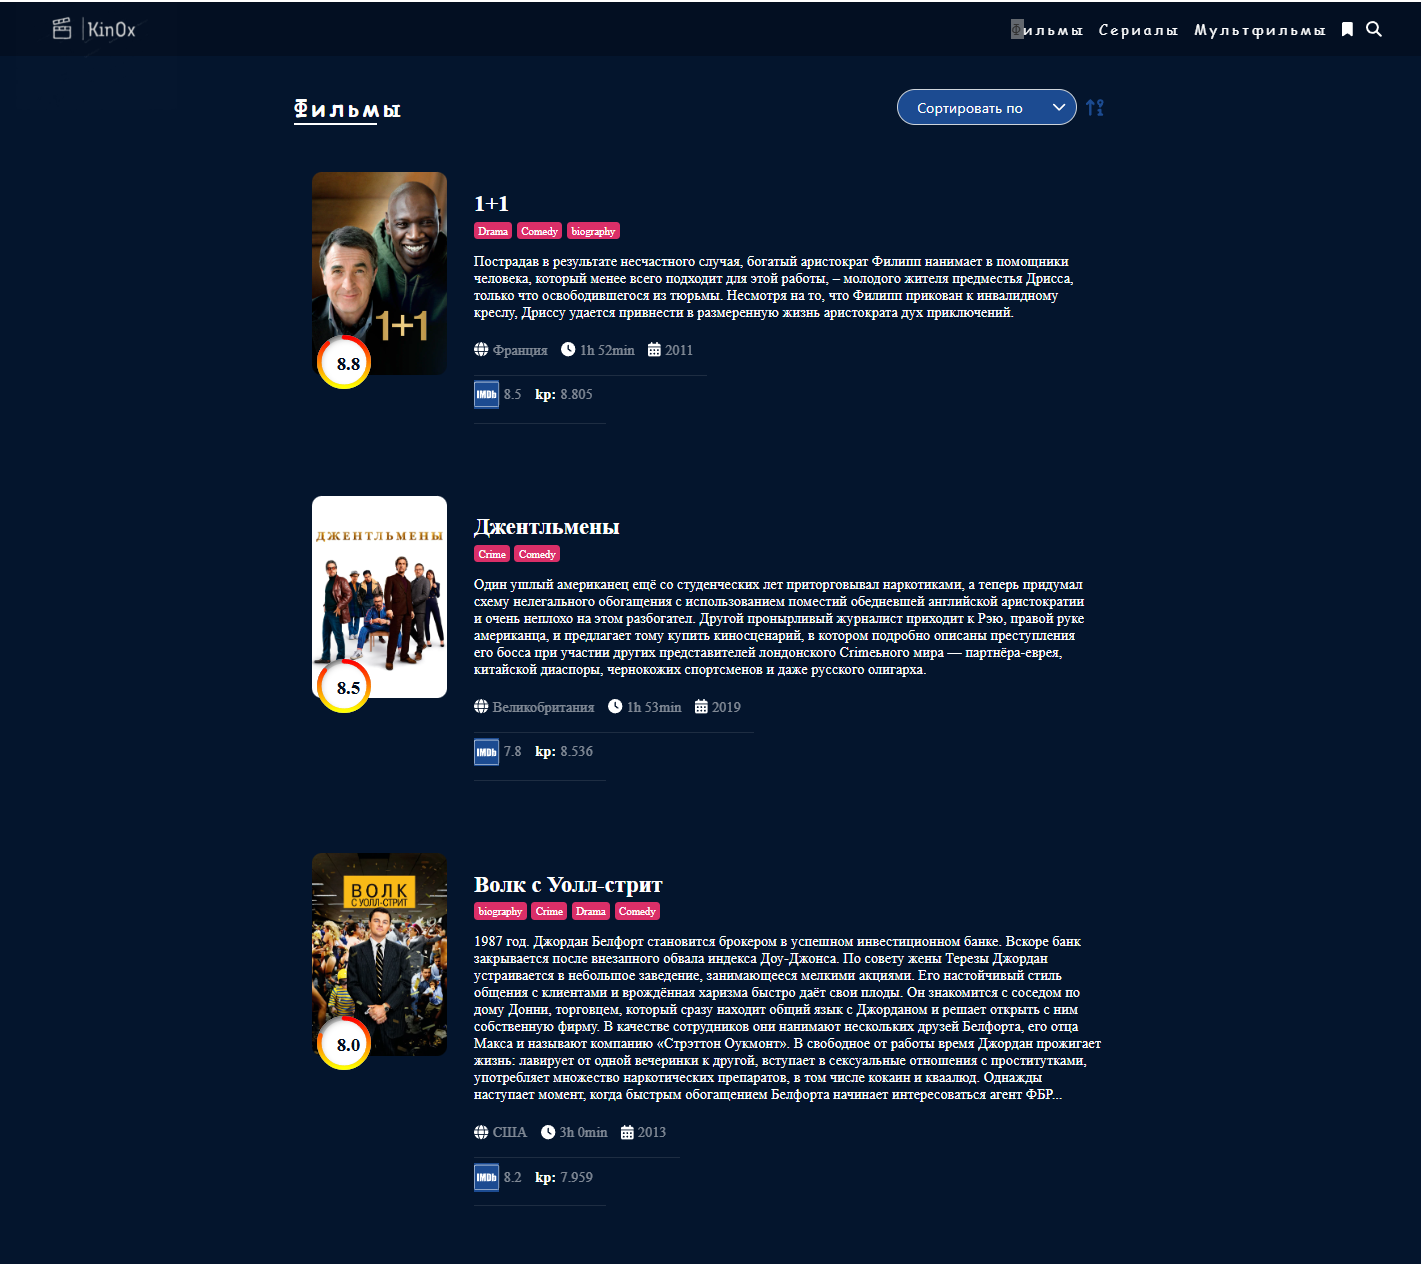 KinOx
Фильмы Сериалы Мультфильмы
Фильмы
Сортировать по
1+1
1+1
Drama Comedy biography
Пострадав в результате несчастного случая, богатый аристократ Филипп нанимает в помощники
человека, который менее всего подходит для этой работы, – молодого жителя предместья Дрисса,
только что освободившегося из тюрьмы. Несмотря на то, что Филипп прикован к инвалидному
креслу, Дриссу удается привнести в размеренную жизнь аристократа дух приключений.
8.8
Франция 1h 52min 2011
IMDb 8.5 kp: 8.805
ДЖЕНТЛЬМЕНЫ
Джентльмены
Crime Comedy
Один ушлый американец ещё со студенческих лет приторговывал наркотиками, а теперь придумал
схему нелегального обогащения с использованием поместий обедневшей английской аристократии
и очень неплохо на этом разбогател. Другой пронырливый журналист приходит к Рэю, правой руке
американца, и предлагает тому купить киносценарий, в котором подробно описаны преступления
его босса при участии других представителей лондонского Crimeьного мира — партнёра-еврея,
китайской диаспоры, чернокожих спортсменов и даже русского олигарха.
8.5
Великобритания 1h 53min 2019
IMDb 7.8 kp: 8.536
ВОЛК
С УОЛЛ-СТРИТ
Волк с Уолл-стрит
biography Crime Drama Comedy
1987 год. Джордан Белфорт становится брокером в успешном инвестиционном банке. Вскоре банк
закрывается после внезапного обвала индекса Доу-Джонса. По совету жены Терезы Джордан
устраивается в небольшое заведение, занимающееся мелкими акциями. Его настойчивый стиль
общения с клиентами и врождённая харизма быстро даёт свои плоды. Он знакомится с соседом по
дому Донни, торговцем, который сразу находит общий язык с Джорданом и решает открыть с ним
собственную фирму. В качестве сотрудников они нанимают нескольких друзей Белфорта, его отца
Макса и называют компанию «Стрэттон Оукмонт». В свободное от работы время Джордан прожигает
жизнь: лавирует от одной вечеринки к другой, вступает в сексуальные отношения с проститутками,
употребляет множество наркотических препаратов, в том числе кокаин и кваалюд. Однажды
наступает момент, когда быстрым обогащением Белфорта начинает интересоваться агент ФБР...
8.0
США 3h 0min 2013
IMDb 8.2 kp: 7.959